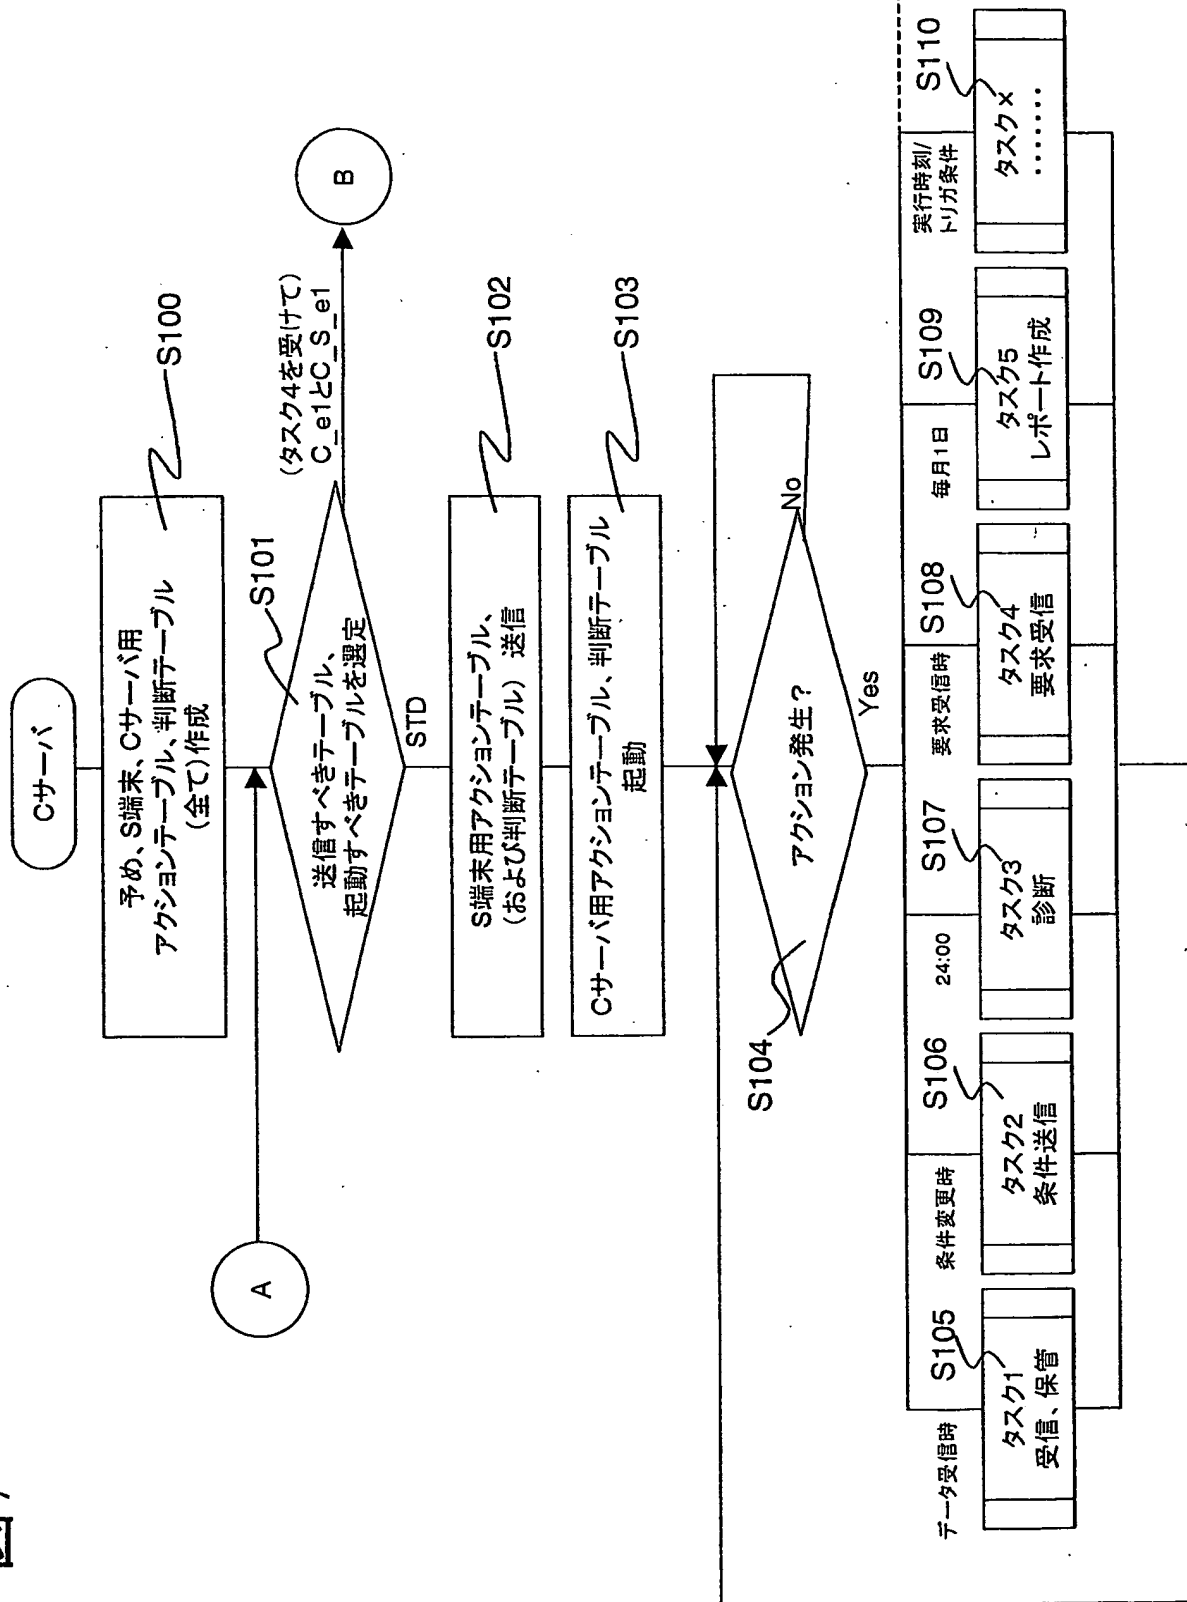 図
Cサーバ
予め、S端末、Cサーバ用
アクションテーブル、判断テーブル
(全て)作成
S100
A
S101
送信すべきテーブル、
起動すべきテーブルを選定
(タスク4を受けて)
C_e1とC_S_e1
B
STD
S端末用アクションテーブル、
(および判断テーブル) 送信
S102
Cサーバ用アクションテーブル、判断テーブル
起動
S103
アクション発生?
S104
No
Yes
データ受信時
S105
タスク1
受信、保管
条件変更時
S106
タスク2
条件送信
24:00
S107
タスク3
診断
要求受信時
S108
タスク4
要求受信
毎月1日
S109
タスク5
レポート作成
実行時刻/
トリガ条件
S110
タスク×
・・・・・・・